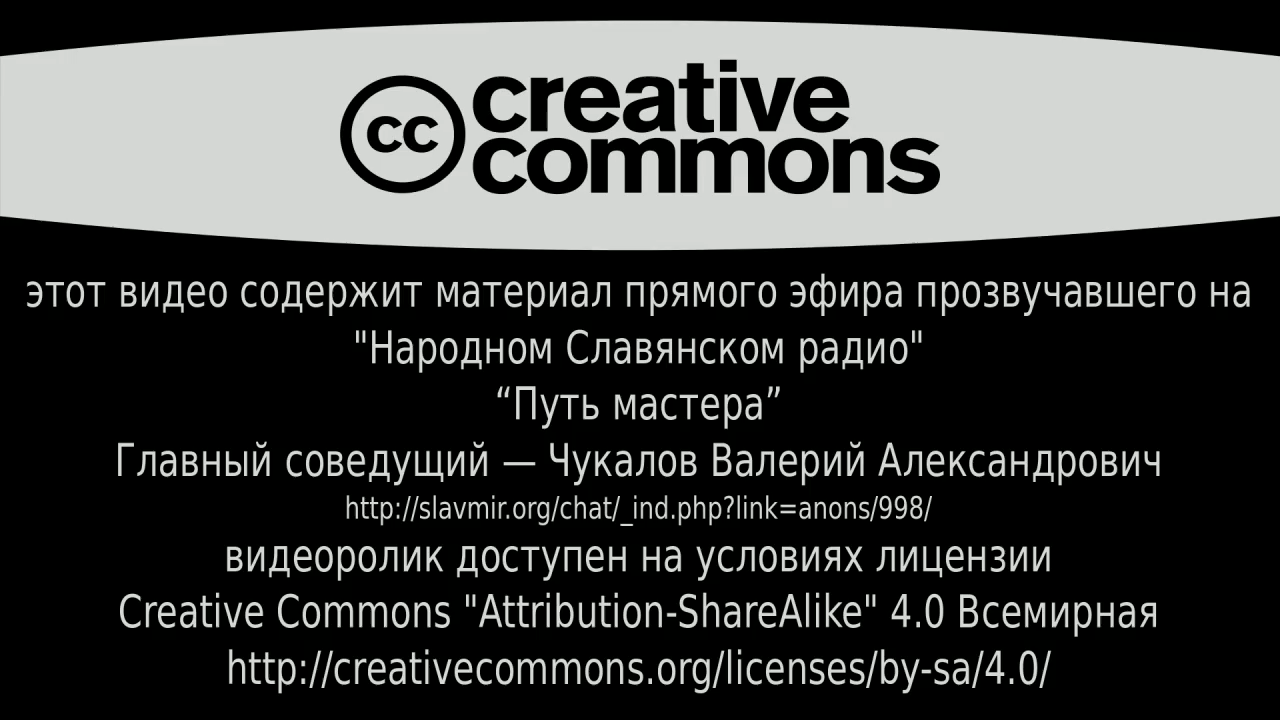 cc creative
commons
этот видео содержит материал прямого эфира прозвучавшего на
"Народном Славянском радио"
“Путь мастера”
Главный соведущий — Чукалов Валерий Александрович
http://slavmir.org/chat/_ind.php?link=anons/998/
видеоролик доступен на условиях лицензии
Creative Commons "Attribution-ShareAlike" 4.0 Всемирная
http://creativecommons.org/licenses/by-sa/4.0/